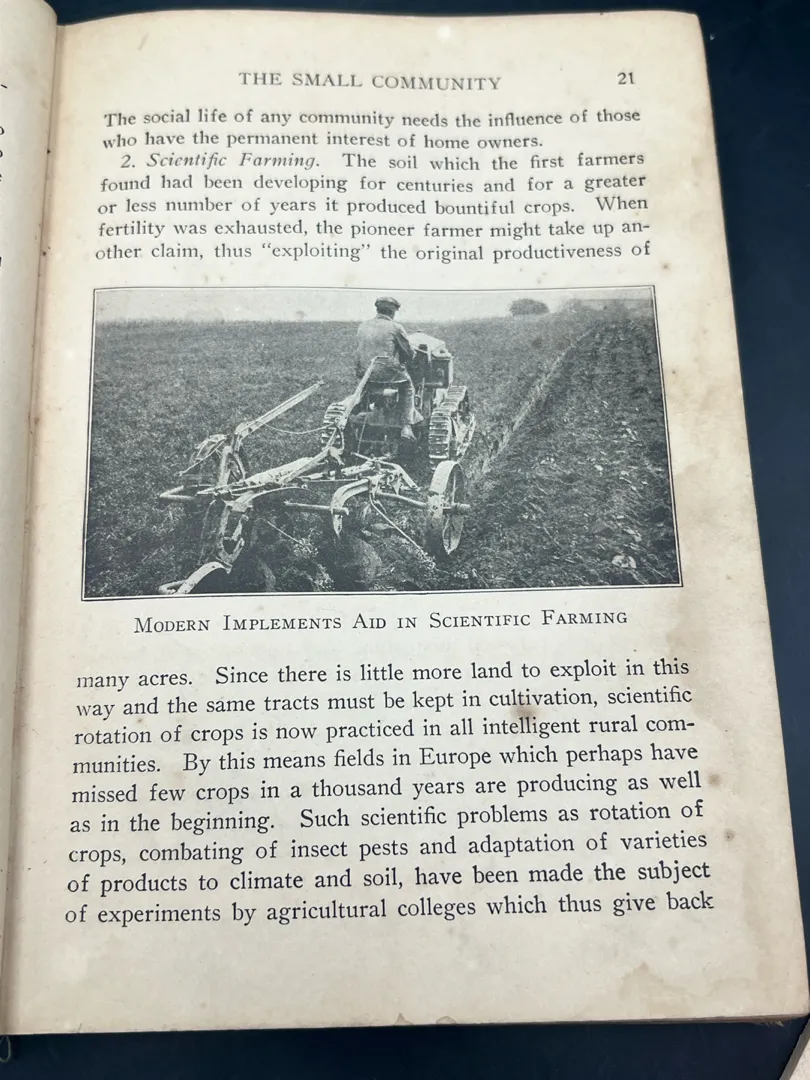 THE SMALL COMMUNITY 21
The social life of any community needs the influence of those
who have the permanent interest of home owners.
2. Scientific Farming. The soil which the first farmers
found had been developing for centuries and for a greater
or less number of years it produced bountiful crops. When
fertility was exhausted, the pioneer farmer might take up an-
other claim, thus "exploiting" the original productiveness of
MODERN IMPLEMENTS AID IN SCIENTIFIC FARMING
many acres. Since there is little more land to exploit in this
way and the same tracts must be kept in cultivation, scientific
rotation of crops is now practiced in all intelligent rural com-
munities. By this means fields in Europe which perhaps have
missed few crops in a thousand years are producing as well
as in the beginning. Such scientific problems as rotation of
crops, combating of insect pests and adaptation of varieties
of products to climate and soil, have been made the subject
of experiments by agricultural colleges which thus give back